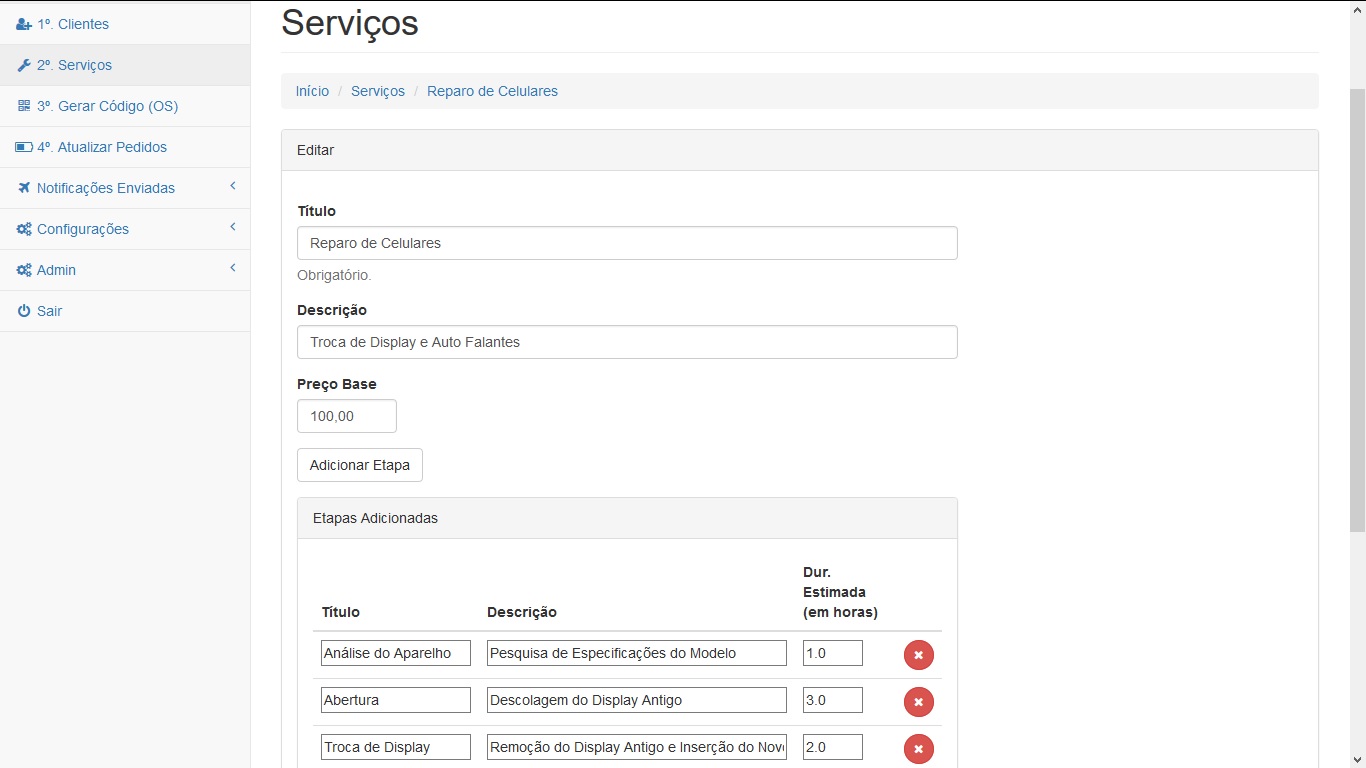 1º. Clientes
2º. Serviços
3º. Gerar Código (OS)
4º. Atualizar Pedidos
Notificações Enviadas
Configurações
Admin
Sair
Serviços
Início / Serviços / Reparo de Celulares
Editar
Título
Reparo de Celulares
Obrigatório.
Descrição
Troca de Display e Auto Falantes
Preço Base
100,00
Adicionar Etapa
Etapas Adicionadas
Dur.
Estimada
Título Descrição (em horas)
Análise do Aparelho Pesquisa de Especificações do Modelo 1.0
Abertura Descolagem do Display Antigo 3.0
Troca de Display Remoção do Display Antigo e Inserção do Nov 2.0